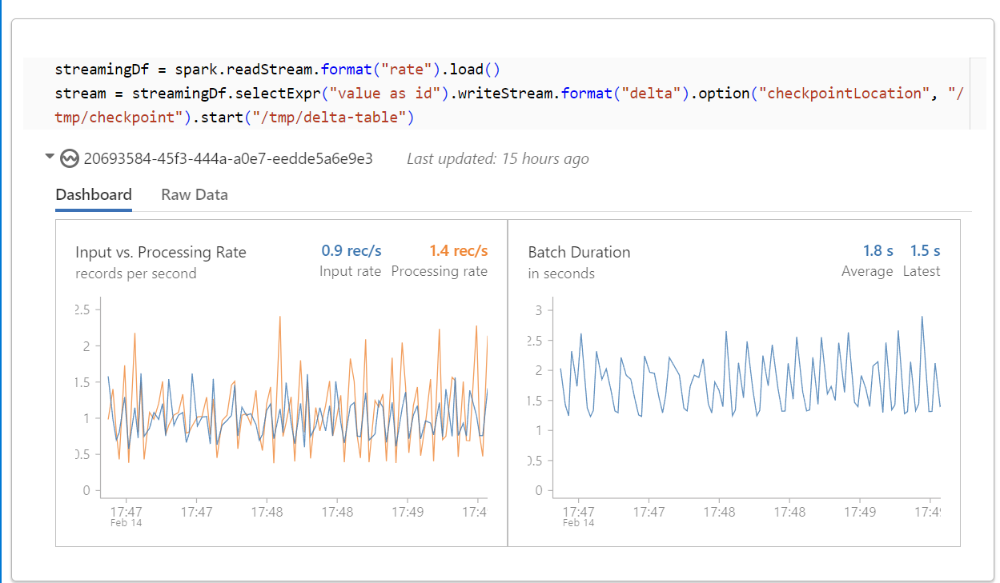 streamingDf = spark.readStream.format("rate").load()
stream = streamingDf.selectExpr("value as id").writeStream.format("delta").option("checkpointLocation", "/
tmp/checkpoint").start("/tmp/delta-table")
20693584-45f3-444a-a0e7-eedde5a6e9e3 Last updated: 15 hours ago
Dashboard Raw Data
Input vs. Processing Rate 0.9 rec/s 1.4 rec/s
records per second Input rate Processing rate
2.5
2
1.5
1
0.5
0
17:47 17:47 17:48 17:48 17:49 17:4
Feb 14
Batch Duration 1.8 s 1.5 s
in seconds Average Latest
3
2.5
2
1.5
1
0.5
0
17:47 17:47 17:48 17:48 17:49 17:4
Feb 14